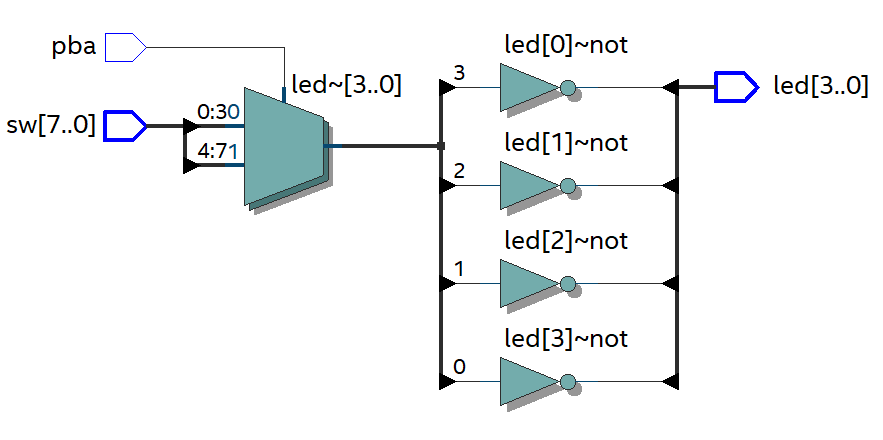 pba
led[0]~not
led~[3..0]
3
led[3..0]
sw[7..0]
0:3 0
4:7 1
led[1]~not
2
led[2]~not
1
led[3]~not
0